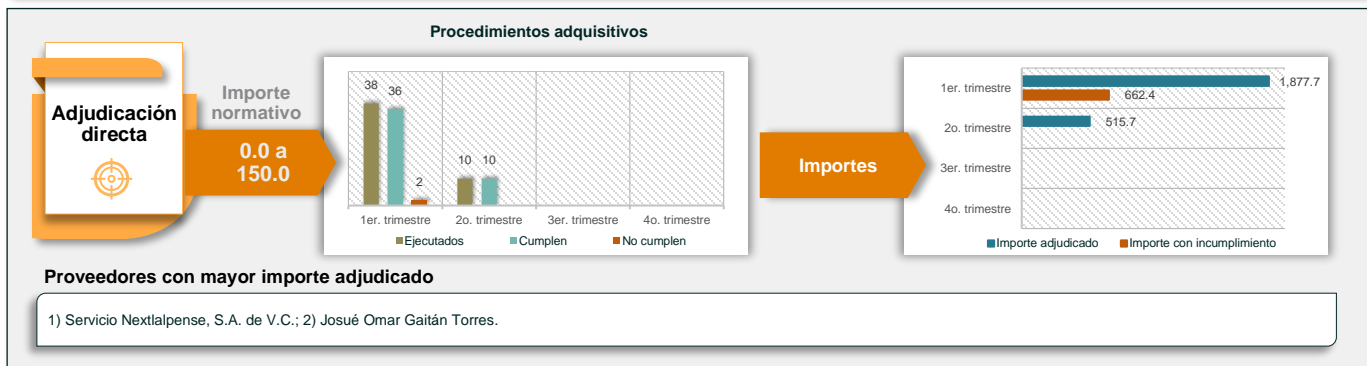 Procedimientos adquisitivos
Adjudicación
directa
Importe
normativo
0.0 a
150.0
38
36
2
10
10
1er. trimestre
2o. trimestre
3er. trimestre
4o. trimestre
Ejecutados
Cumplen
No cumplen
Importes
1er. trimestre
1,877.7
662.4
2o. trimestre
515.7
3er. trimestre
4o. trimestre
Importe adjudicado
Importe con incumplimiento
Proveedores con mayor importe adjudicado
1) Servicio Nextlalpense, S.A. de V.C.; 2) Josué Omar Gaitán Torres.